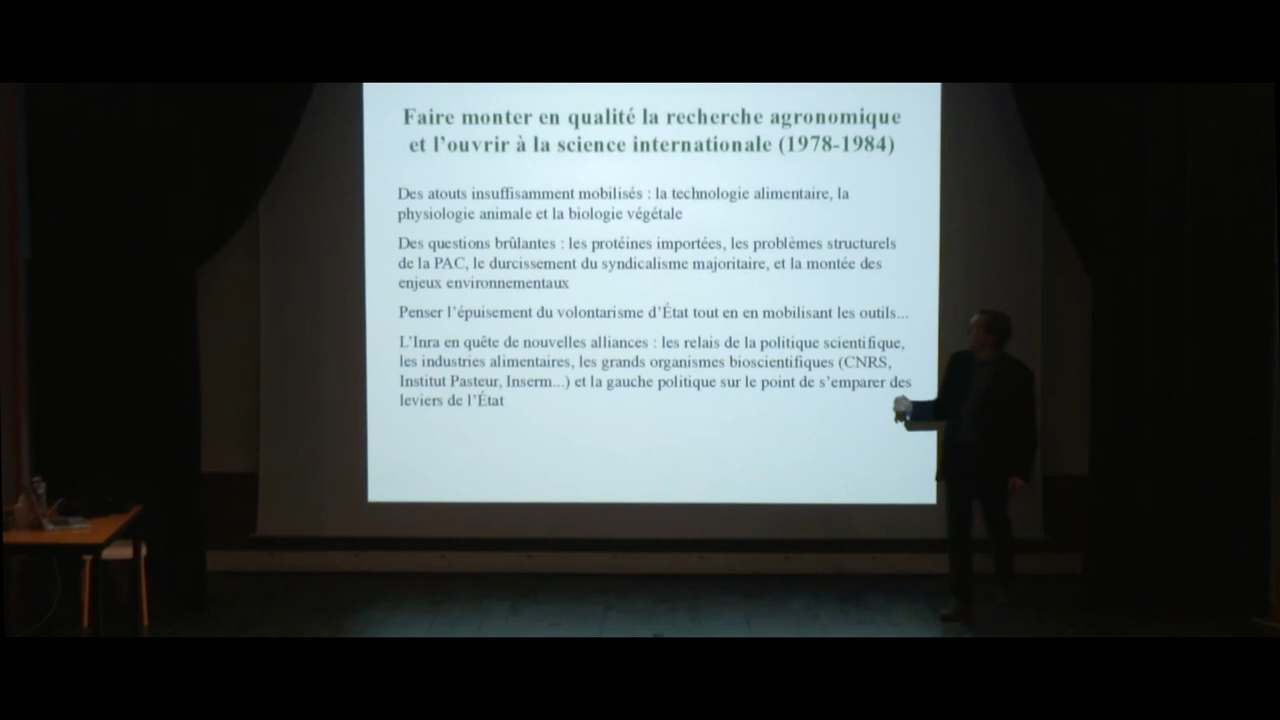 Faire monter en qualité la recherche agronomique
et l'ouvrir à la science internationale (1978-1984)
Des atouts insuffisamment mobilisés : la technologie alimentaire, la
physiologie animale et la biologie végétale
Des questions brûlantes : les protéines importées, les problèmes structurels
de la PAC, le durcissement du syndicalisme majoritaire, et la montée des
enjeux environnementaux
Penser l'épuisement du volontarisme d'État tout en en mobilisant les outils...
L'Inra en quête de nouvelles alliances : les relais de la politique scientifique,
les industries alimentaires, les grands organismes bioscientifiques (CNRS,
Institut Pasteur, Inserm...) et la gauche politique sur le point de s'emparer des
leviers de l'État